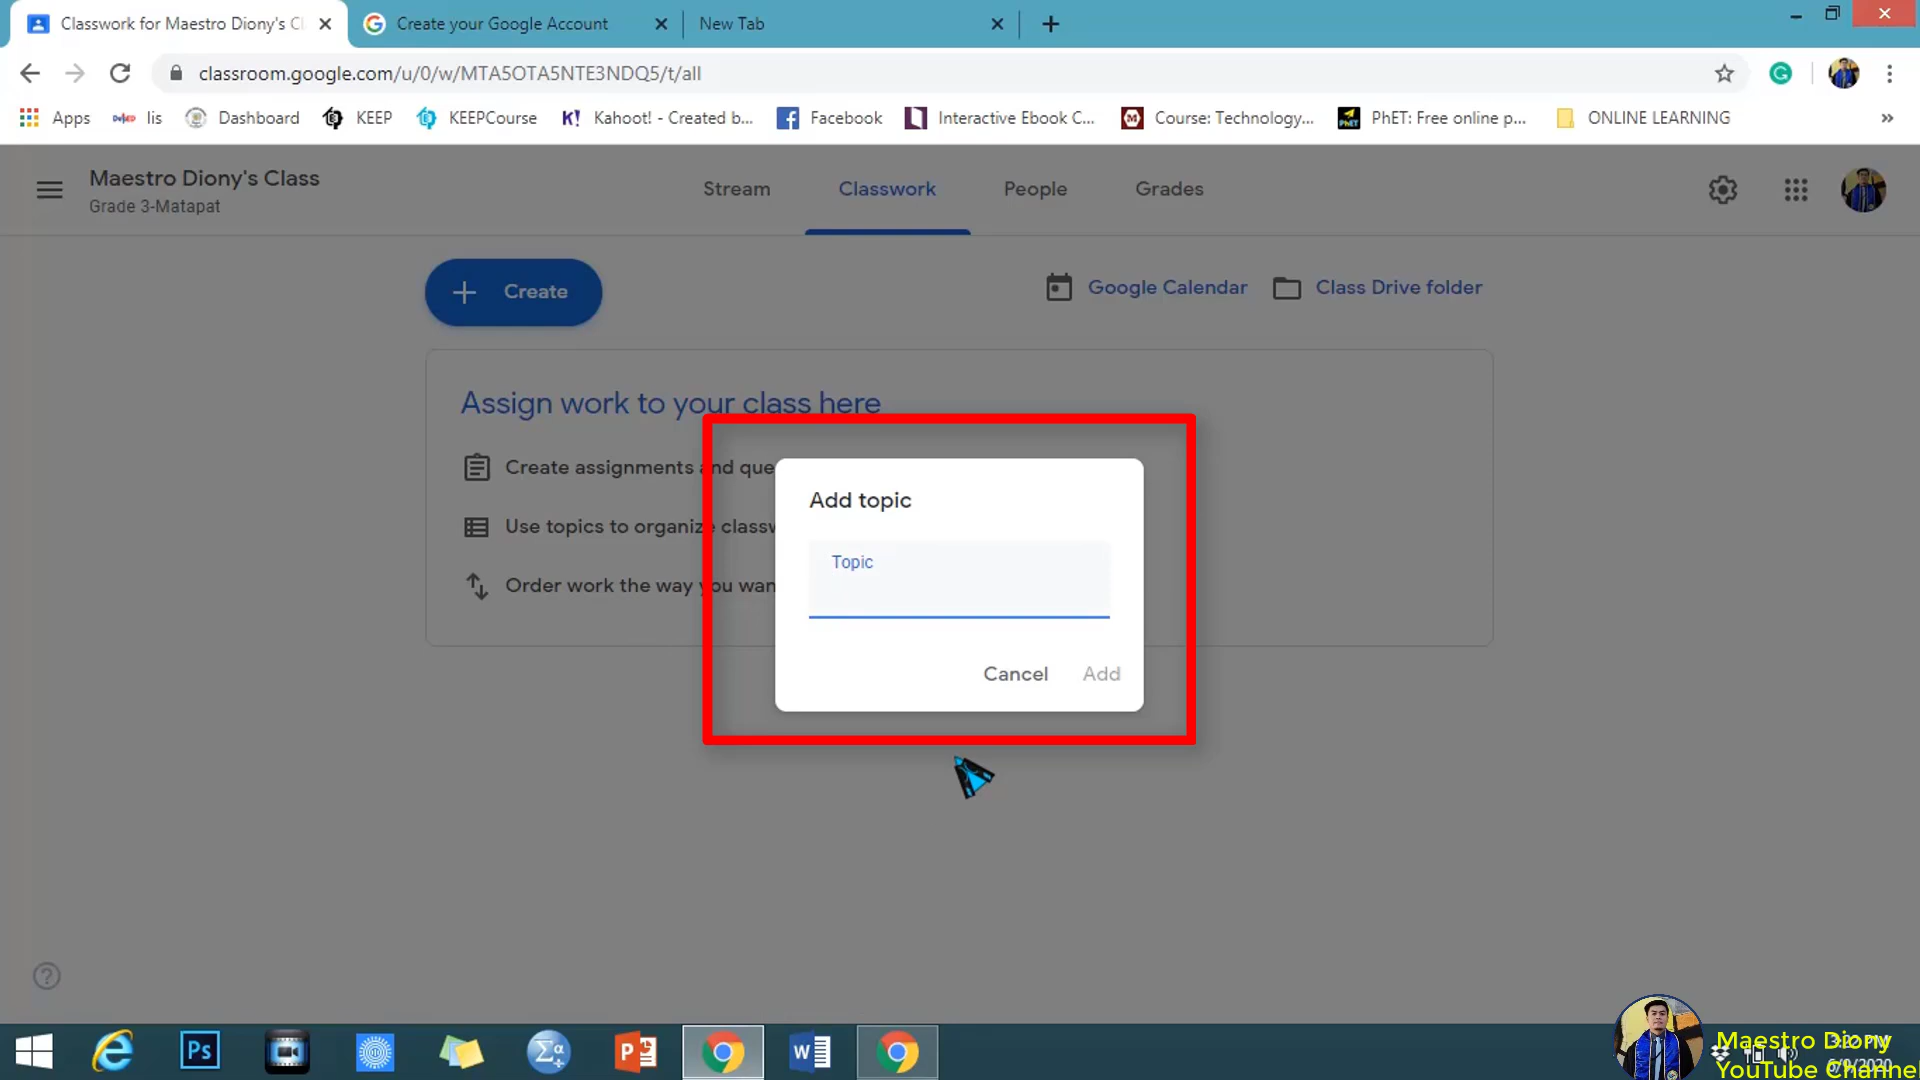 Classwork for Maestro Diony's Cl
Create your Google Account
New Tab
classroom.google.com/u/0/w/MTA5OTA5NTE3NDQ5/t/all
Apps
DepED
lis
Dashboard
KEEP
KEEPCourse
K! Kahoot! - Created b...
Facebook
Interactive Ebook C...
Course: Technology...
PhET: Free online p...
ONLINE LEARNING
Maestro Diony's Class
Grade 3-Matapat
Stream
Classwork
People
Grades
Create
Google Calendar
Class Drive folder
Assign work to your class here
Create assignments and que
Use topics to organize classw
Order work the way you wan
Add topic
Topic
Cancel
Add
Maestro Diony
YouTube Channe